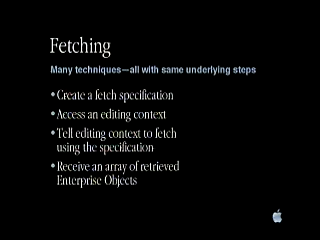 Fetching
Many techniques—all with same underlying steps
•Create a fetch specification
•Access an editing context
•Tell editing context to fetch
using the specification
•Receive an array of retrieved
Enterprise Objects